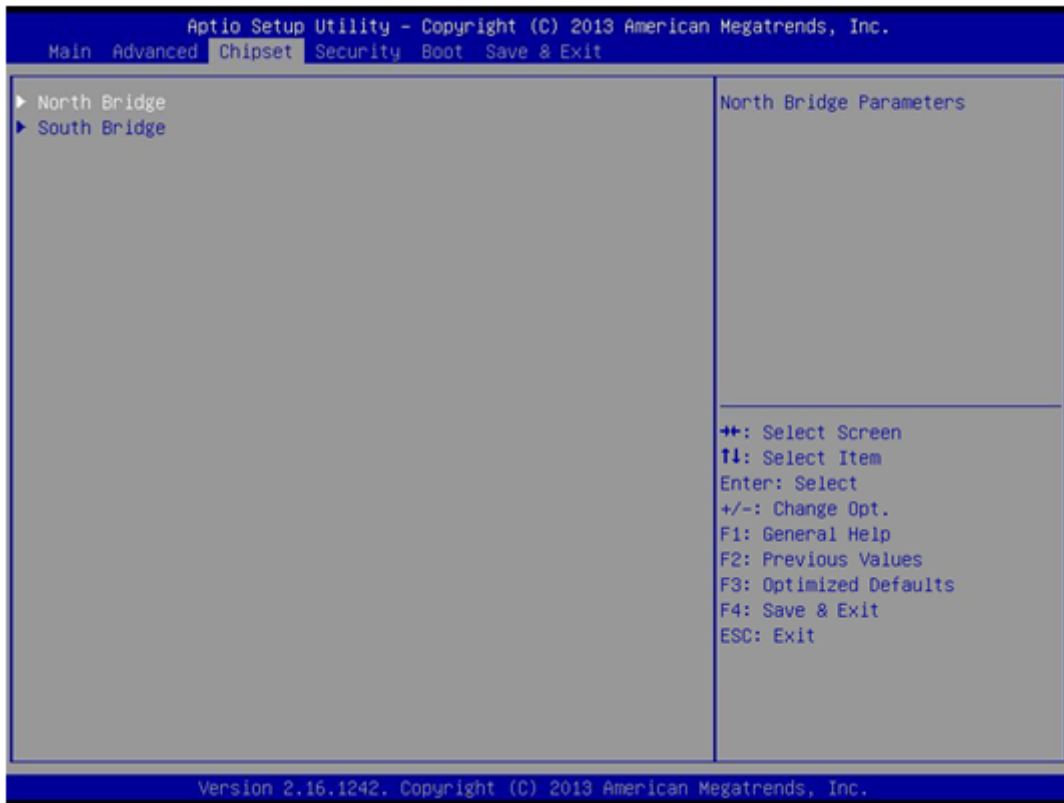 Aptio Setup Utility – Copyright (C) 2013 American Megatrends, Inc.
Main Advanced Chipset Security Boot Save & Exit
▶ North Bridge
▶ South Bridge
North Bridge Parameters
→←: Select Screen
↑↓: Select Item
Enter: Select
+/-: Change Opt.
F1: General Help
F2: Previous Values
F3: Optimized Defaults
F4: Save & Exit
ESC: Exit
Version 2.16.1242. Copyright (C) 2013 American Megatrends, Inc.